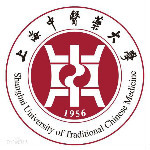 上海中醫藥大學
1956
Shanghai University of Traditional Chinese Medicine